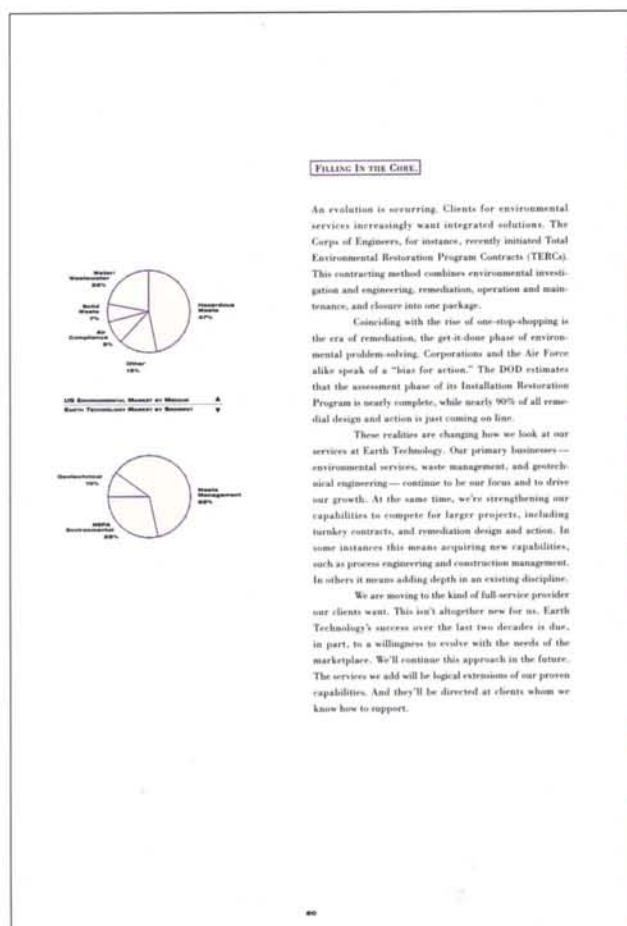 FILLING IN THE CORE.
An evolution is occurring. Clients for environmental
services increasingly want integrated solutions. The
Corps of Engineers, for instance, recently initiated Total
Environmental Restoration Program Contracts (TERCs).
This contracting method combines environmental investi-
gation and engineering, remediation, operation and main-
tenance, and closure into one package.
Coinciding with the rise of one-stop-shopping is
the era of remediation, the get-it-done phase of environ-
mental problem-solving. Corporations and the Air Force
alike speak of a “bias for action.” The DOD estimates
that the assessment phase of its Installation Restoration
Program is nearly complete, while nearly 90% of all reme-
dial design and action is just coming on line.
These realities are changing how we look at our
services at Earth Technology. Our primary businesses —
environmental services, waste management, and geotech-
nical engineering — continue to be our focus and to drive
our growth. At the same time, we’re strengthening our
capabilities to compete for larger projects, including
turnkey contracts, and remediation design and action. In
some instances this means acquiring new capabilities,
such as process engineering and construction management.
In others it means adding depth in an existing discipline.
We are moving to the kind of full-service provider
our clients want. This isn’t altogether new for us. Earth
Technology’s success over the last two decades is due,
in part, to a willingness to evolve with the needs of the
marketplace. We’ll continue this approach in the future.
The services we add will be logical extensions of our proven
capabilities. And they’ll be directed at clients whom we
know how to support.
Water/
Wastewater
Solid
Waste
7%
Air
Compliance
Other
Hazardous
Waste
47%
US ENVIRONMENTAL MARKET BY MEDIUM ▲
EARTH TECHNOLOGY MARKET BY SEGMENT ▼
Geotechnical
NEPA
Environmental
Waste
Management